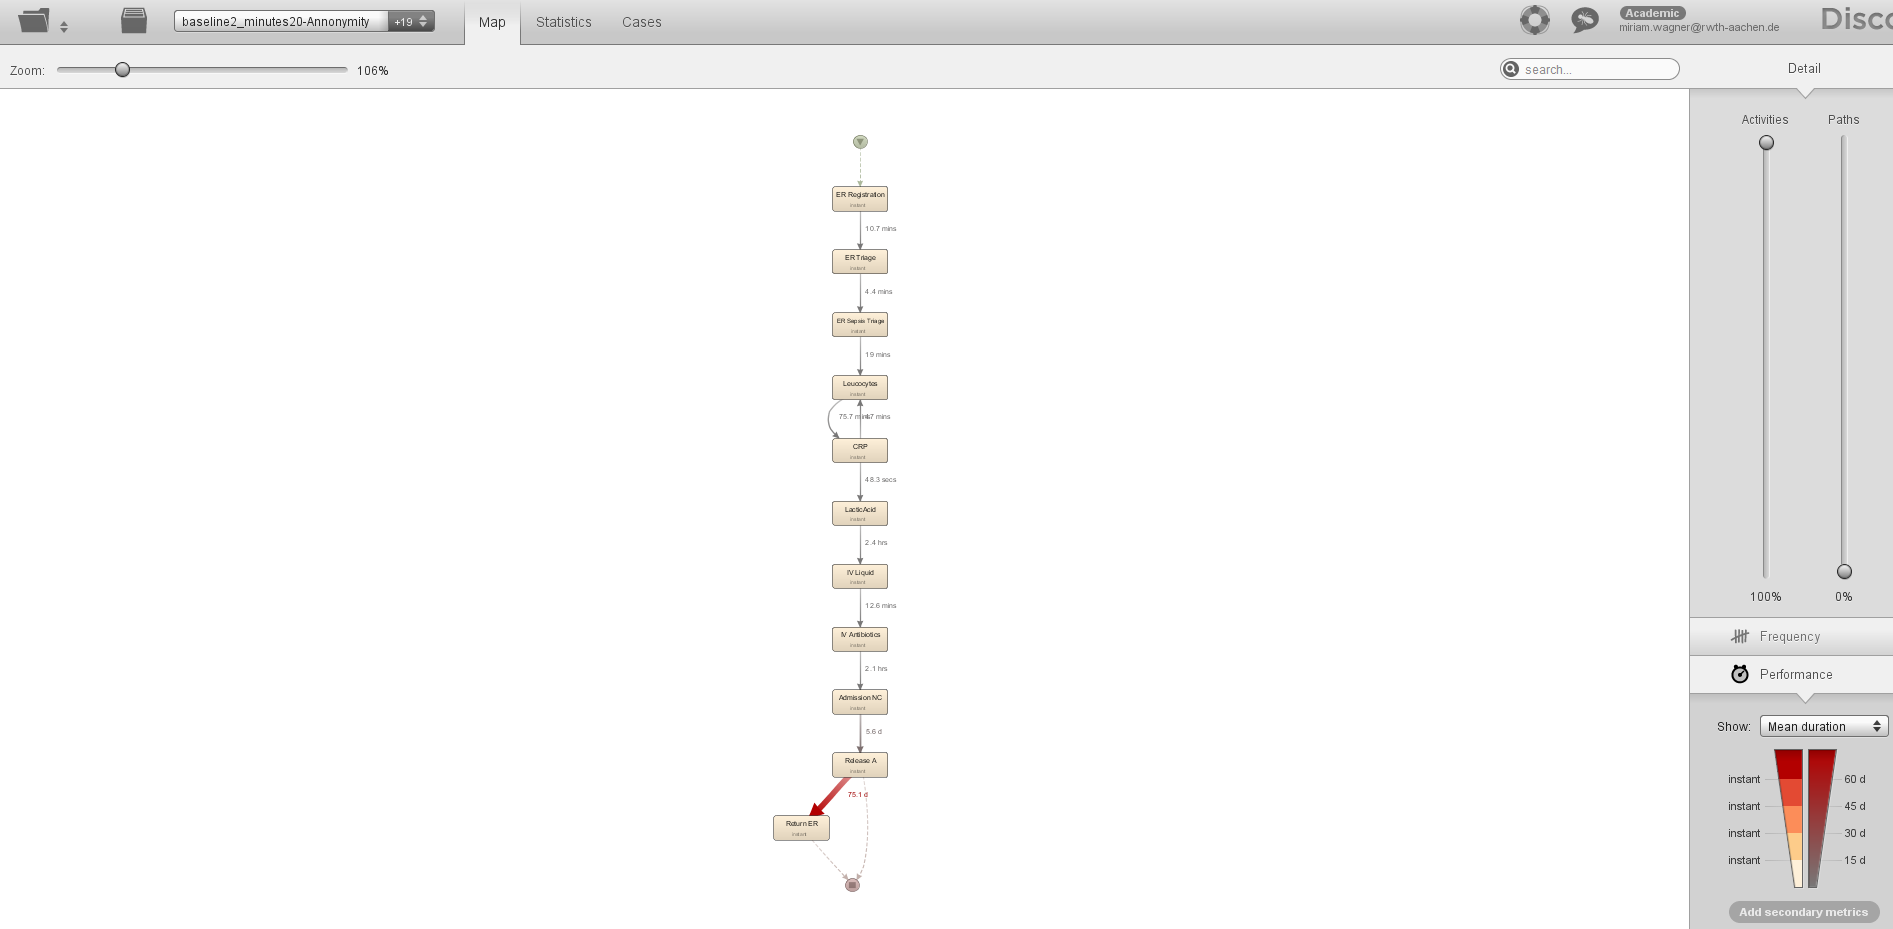 baseline2_minutes20-Annonymity +19
Map Statistics Cases
Academic
miriam.wagner@rwth-aachen.de
Disco
Zoom: 106%
search...
Detail
Activities Paths
ER Registration
instant
10.7 mins
ER Triage
instant
4.4 mins
ER Sepsis Triage
instant
19 mins
Leucocytes
instant
75.7 mins
47 mins
CRP
instant
48.3 secs
LacticAcid
instant
2.4 hrs
IV Liquid
instant
12.6 mins
IV Antibiotics
instant
2.1 hrs
Admission NC
instant
5.6 d
Release A
instant
75.1 d
Return ER
instant
100% 0%
Frequency
Performance
Show: Mean duration
instant 60 d
instant 45 d
instant 30 d
instant 15 d
Add secondary metrics